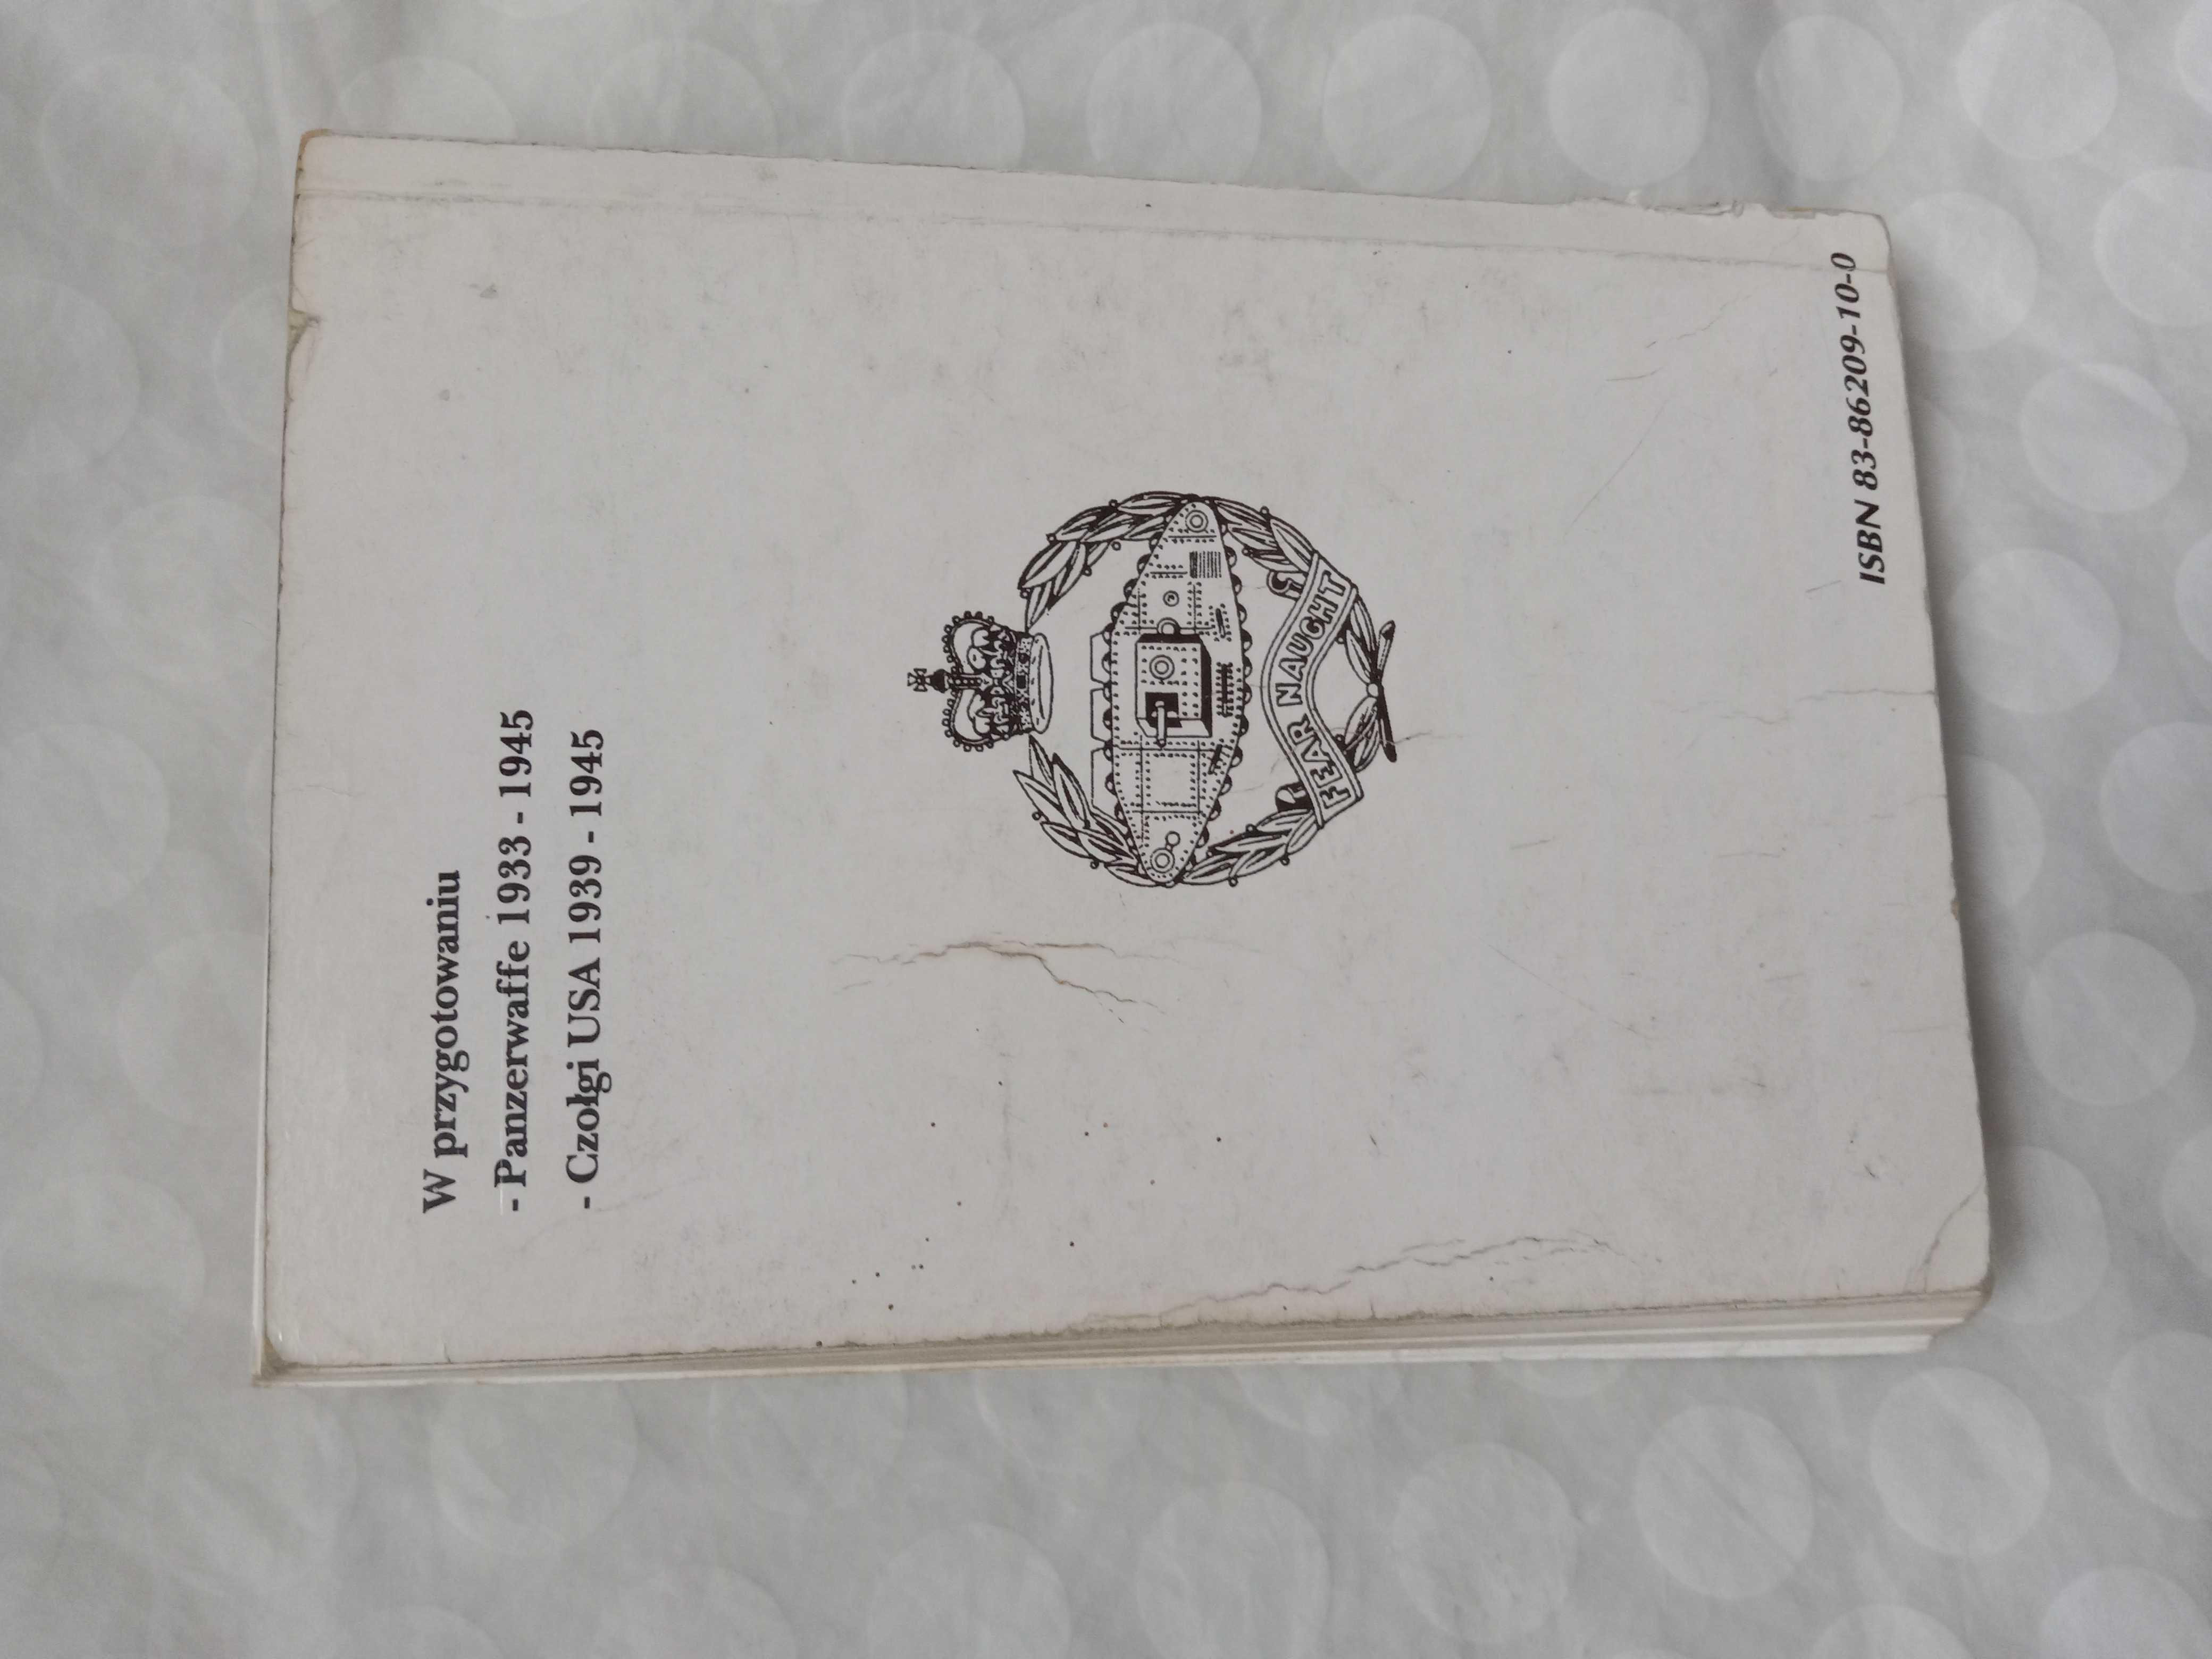 W przygotowaniu
- Panzerwaffe 1933 - 1945
- Czołgi USA 1939 - 1945
FEAR NAUGHT
ISBN 83-86209-10-0